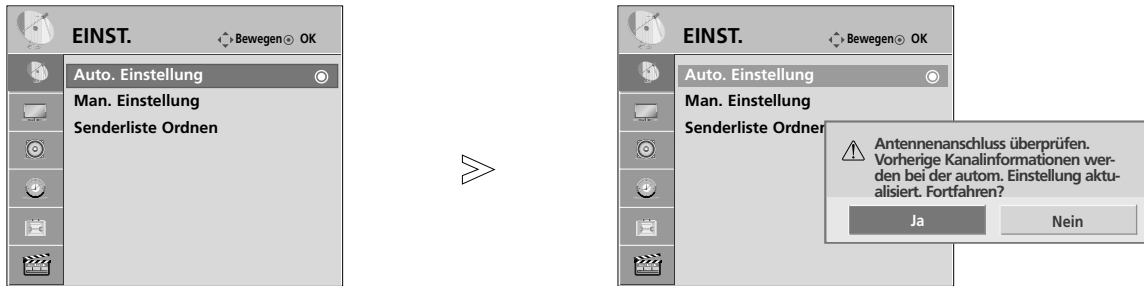 EINST.
Bewegen OK
Auto. Einstellung
Man. Einstellung
Senderliste Ordnen
EINST.
Bewegen OK
Auto. Einstellung
Man. Einstellung
Senderliste Ordnen
Antennenanschluss überprüfen.
Vorherige Kanalinformationen wer-
den bei der autom. Einstellung aktu-
alisiert. Fortfahren?
Ja
Nein